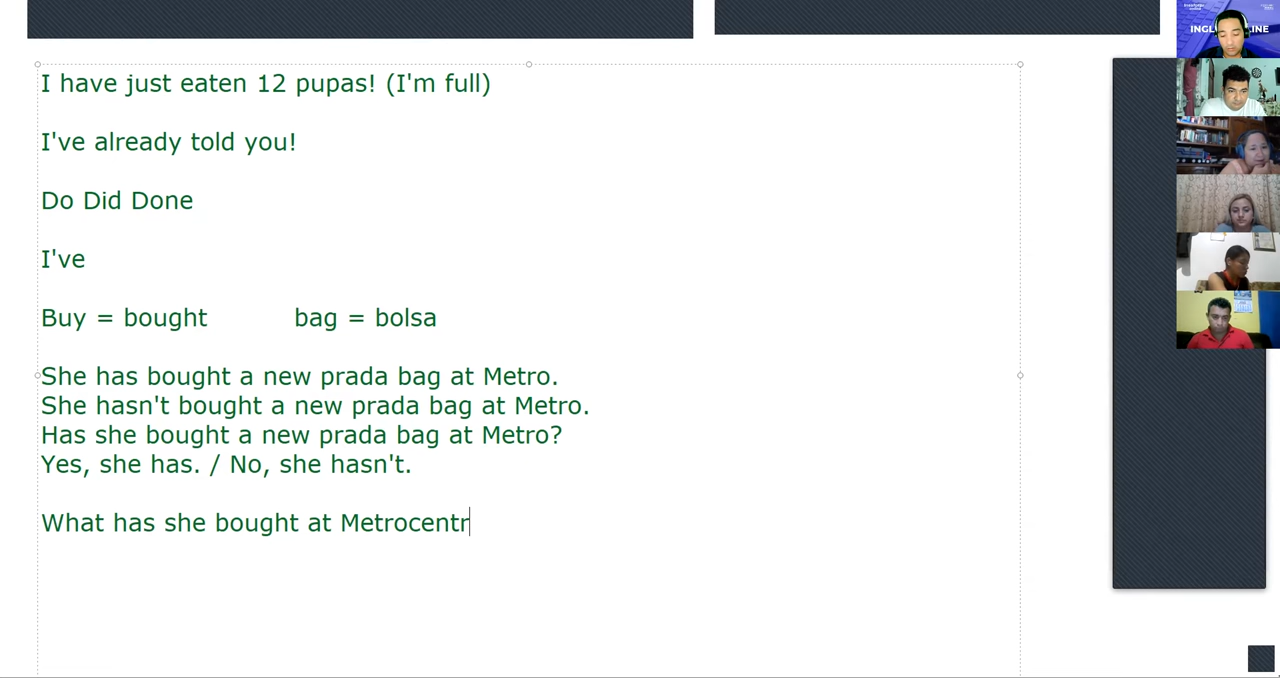 I have just eaten 12 pupas! (I'm full)
I've already told you!
Do Did Done
I've
Buy = bought bag = bolsa
She has bought a new prada bag at Metro.
She hasn't bought a new prada bag at Metro.
Has she bought a new prada bag at Metro?
Yes, she has. / No, she hasn't.
What has she bought at Metrocentr